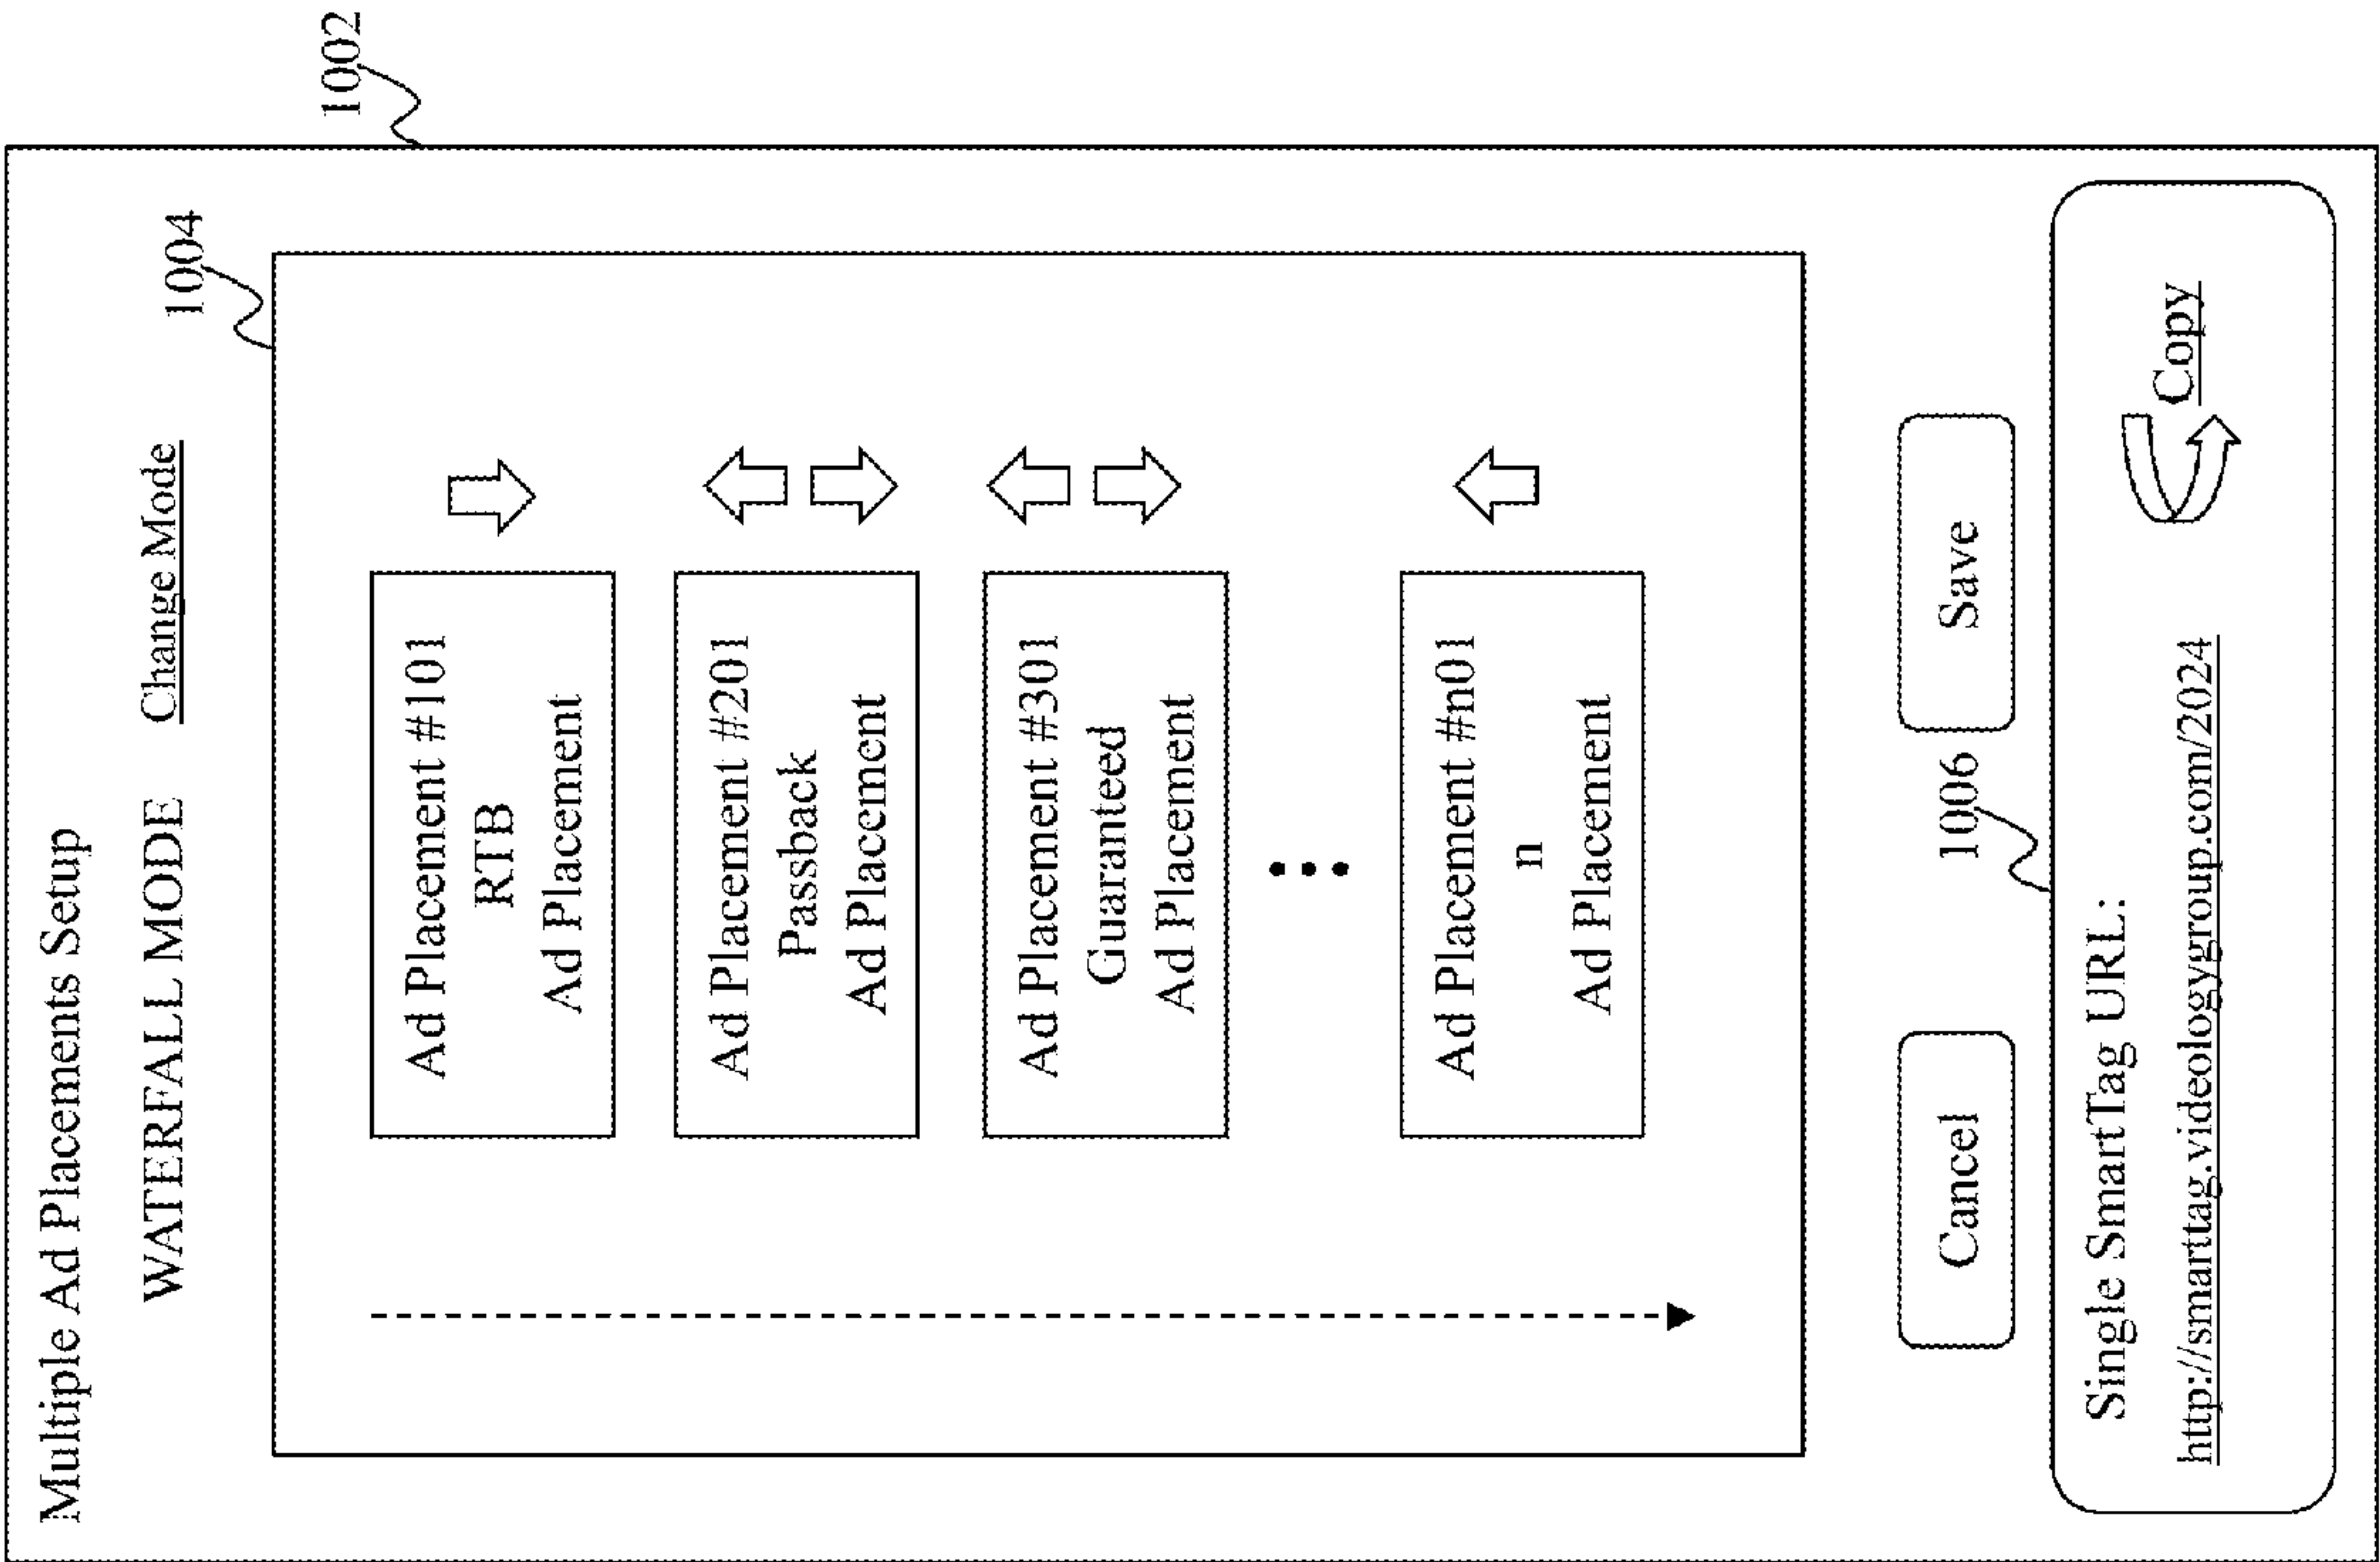 Multiple Ad Placements Setup
1002
WATERFALL MODE Change Mode
1004
Ad Placement #101
RTB
Ad Placement
Ad Placement #201
Passback
Ad Placement
Ad Placement #301
Guaranteed
Ad Placement
Ad Placement #n01
n
Ad Placement
Cancel
Save
1006
Single SmartTag URL:
Copy
http://smarttag.videologygroup.com/2024